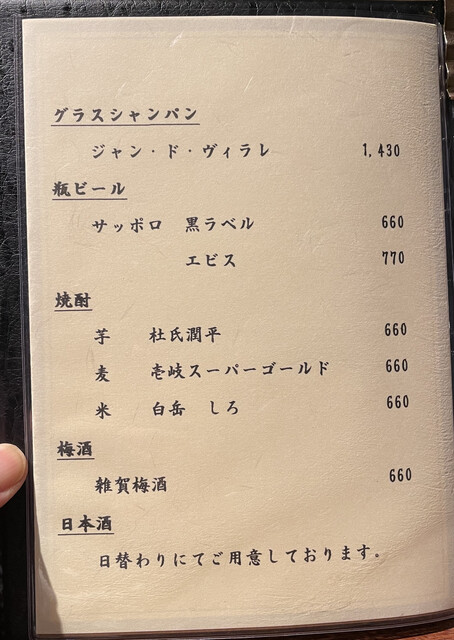 グラスシャンパン
ジャン・ド・ヴィラレ 1,430
瓶ビール
サッポロ 黒ラベル 660
エビス 770
焼酎
芋 杜氏潤平 660
麦 壱岐スーパーゴールド 660
米 白岳 しろ 660
梅酒
雑賀梅酒 660
日本酒
日替わりにてご用意しております。